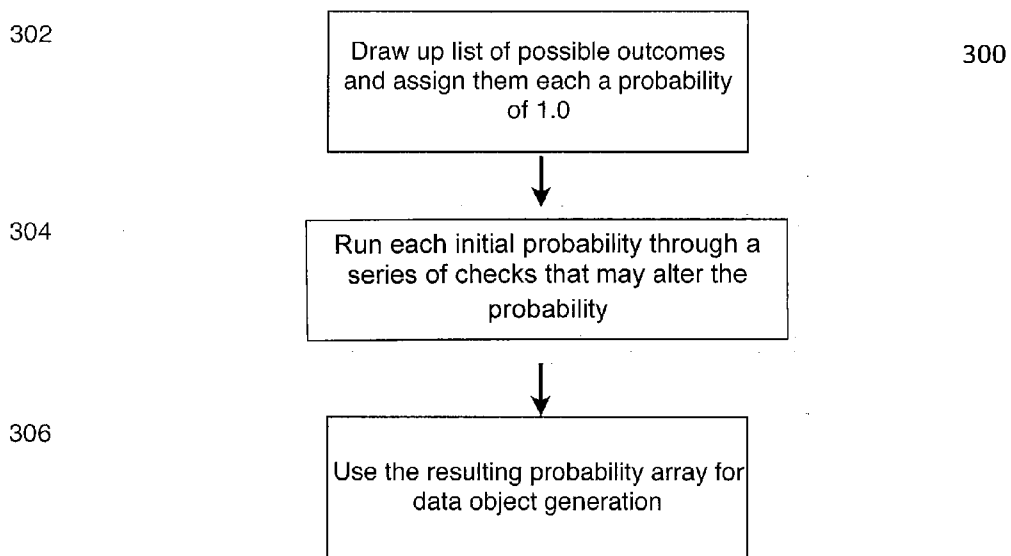 302
300
Draw up list of possible outcomes
and assign them each a probability
of 1.0
304
Run each initial probability through a
series of checks that may alter the
probability
306
Use the resulting probability array for
data object generation